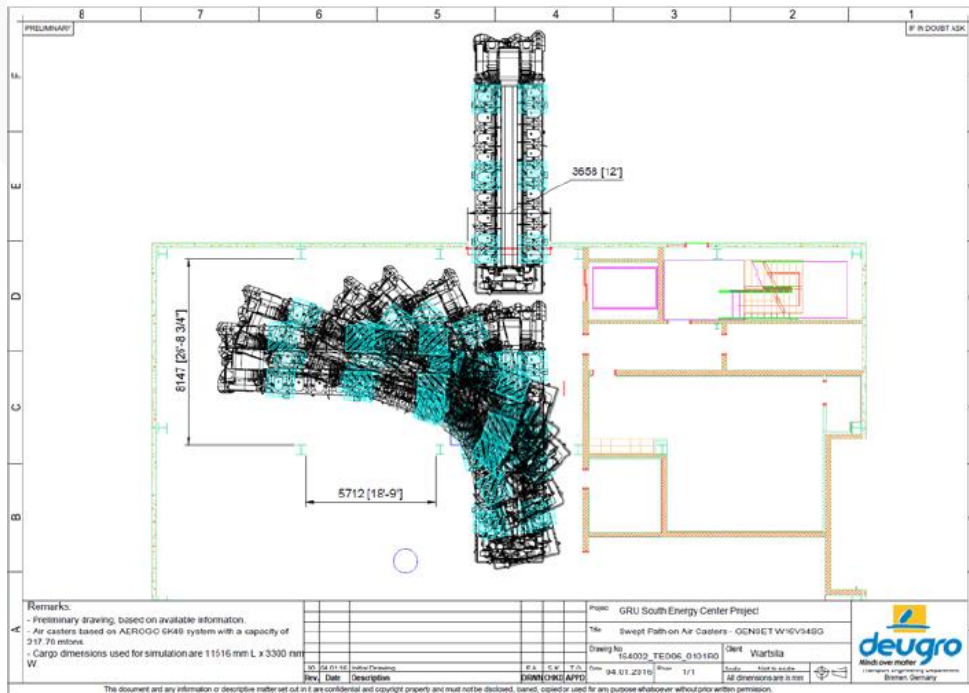 8 7 6 5 4 3 2 1
PRELIMINARY
IF IN DOUBT ASK
F
E
D
C
B
A
3658 [12']
8147 [26'-8 3/4"]
5712 [18'-9"]
Remarks:
- Preliminary drawing, based on available information.
- Air casters based on AEROGO 6K48 system with a capacity of
217.70 mtons.
- Cargo dimensions used for simulation are 11516 mm L x 3300 mm
W
Rev. Date Description DRWN CHKD APPD
Initial Drawing
Project GRU South Energy Center Project
Title Swept Path on Air Casters - GENSET W16V34SG
Drawing No. Client Wartsila
Date 04.01.2016 1/1 Scale Not to scale
All dimensions are in mm
deugro
Minds over matter
Transport Engineering Department
Bremen, Germany
This document and any information or descriptive matter set out in it are confidential and copyright property and must not be disclosed, loaned, copied or used for any purpose whatsoever without prior written permission.